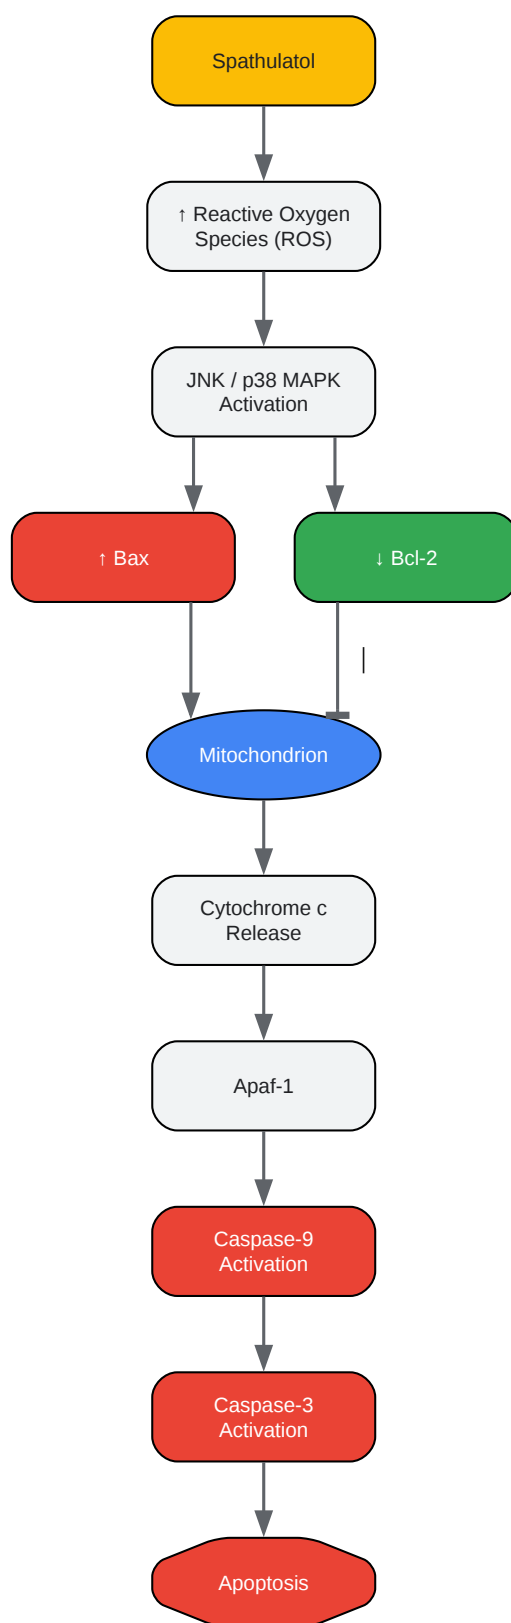 Spathulatol
↑ Reactive Oxygen
Species (ROS)
JNK / p38 MAPK
Activation
↑ Bax
↓ Bcl-2
|
Mitochondrion
Cytochrome c
Release
Apaf-1
Caspase-9
Activation
Caspase-3
Activation
Apoptosis